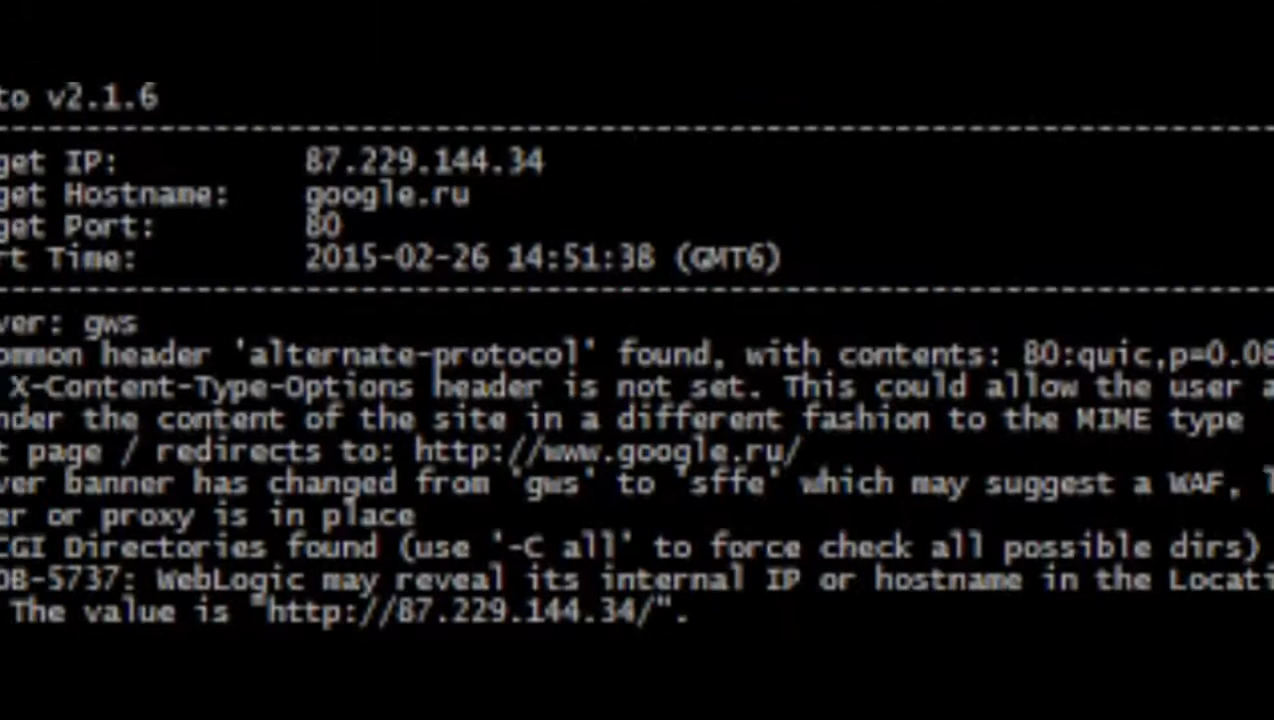 to v2.1.6
---------------------------------------------------------------------------
get IP: 87.229.144.34
get Hostname: google.ru
get Port: 80
rt Time: 2015-02-26 14:51:38 (GMT6)
---------------------------------------------------------------------------
ver: gws
ommon header 'alternate-protocol' found, with contents: 80:quic,p=0.08
X-Content-Type-Options header is not set. This could allow the user a
nder the content of the site in a different fashion to the MIME type
t page / redirects to: http://www.google.ru/
ver banner has changed from 'gws' to 'sffe' which may suggest a WAF, l
er or proxy is in place
CGI Directories found (use '-C all' to force check all possible dirs)
DB-5737: WebLogic may reveal its internal IP or hostname in the Locati
The value is "http://87.229.144.34/".